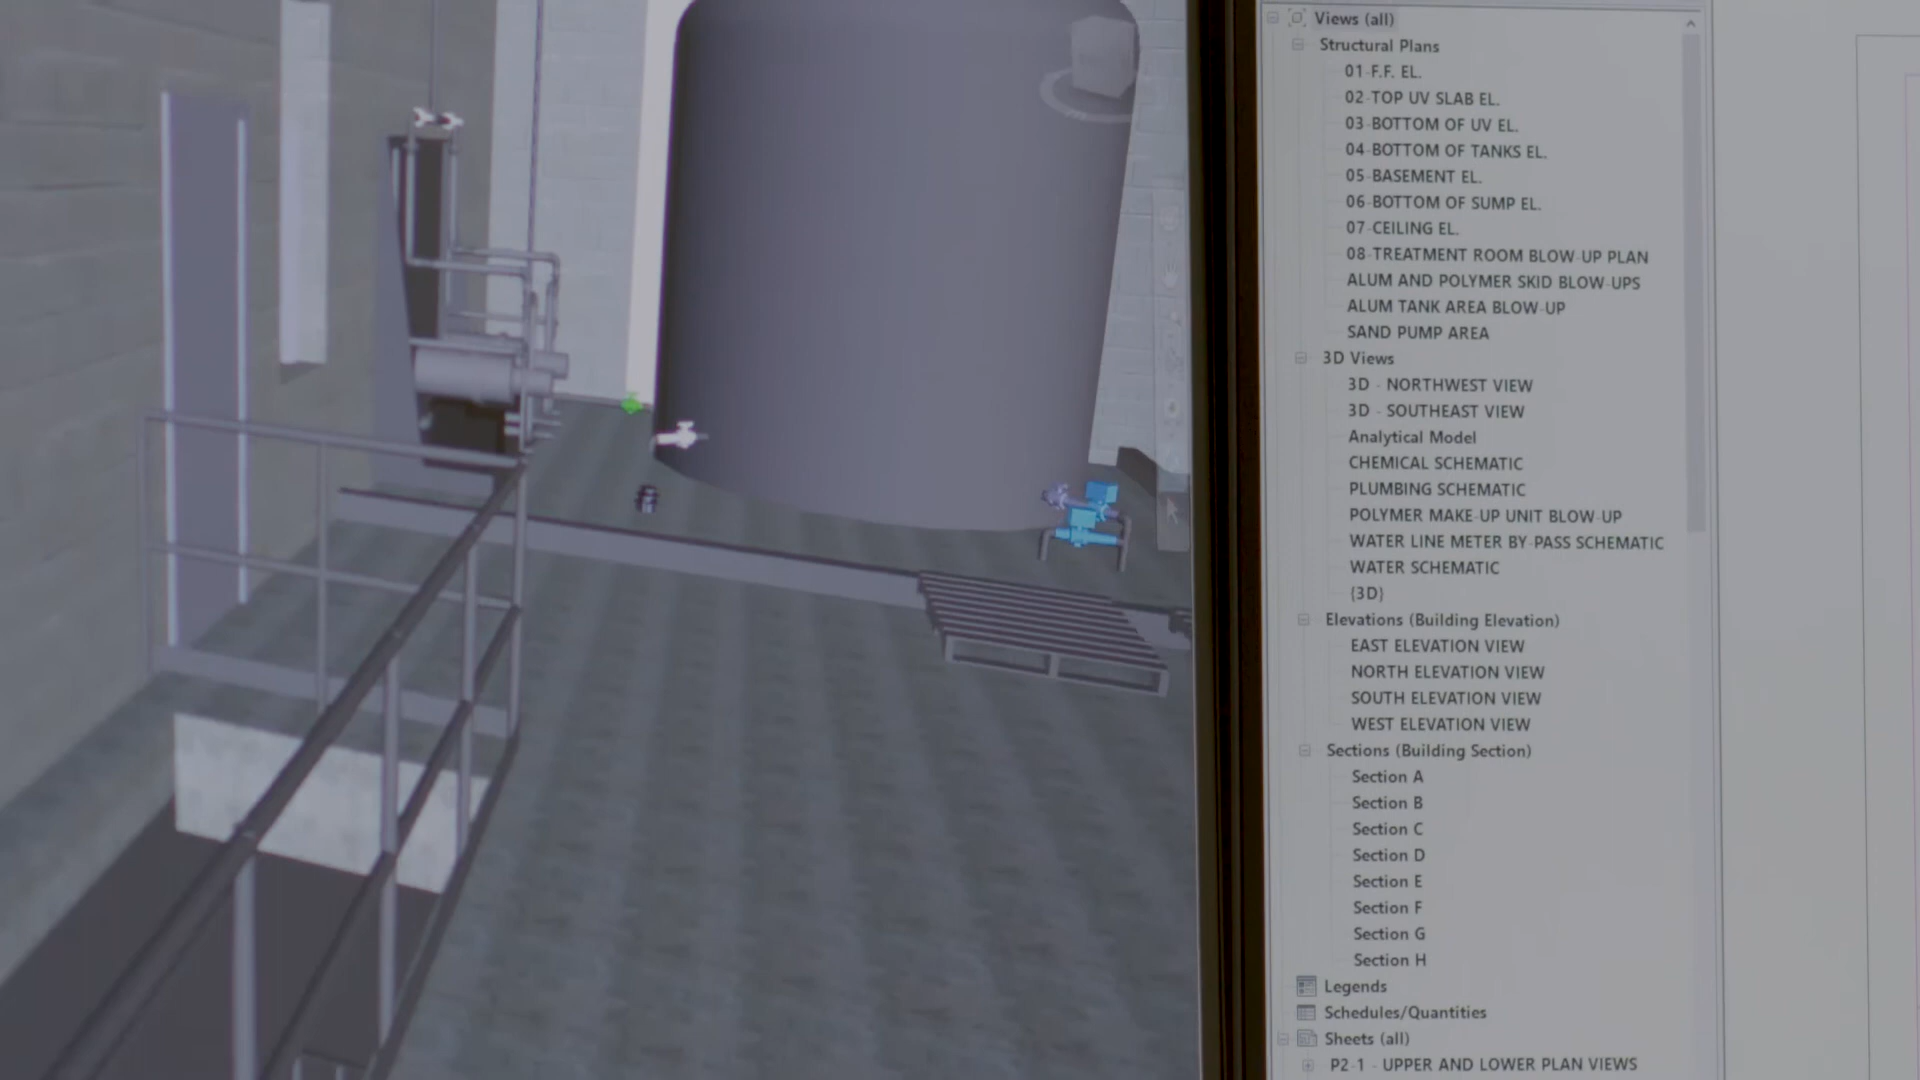 Views (all)
Structural Plans
01-F.F. EL.
02-TOP UV SLAB EL.
03-BOTTOM OF UV EL.
04-BOTTOM OF TANKS EL.
05-BASEMENT EL.
06-BOTTOM OF SUMP EL.
07-CEILING EL.
08-TREATMENT ROOM BLOW-UP PLAN
ALUM AND POLYMER SKID BLOW-UPS
ALUM TANK AREA BLOW-UP
SAND PUMP AREA
3D Views
3D - NORTHWEST VIEW
3D - SOUTHEAST VIEW
Analytical Model
CHEMICAL SCHEMATIC
PLUMBING SCHEMATIC
POLYMER MAKE-UP UNIT BLOW-UP
WATER LINE METER BY-PASS SCHEMATIC
WATER SCHEMATIC
{3D}
Elevations (Building Elevation)
EAST ELEVATION VIEW
NORTH ELEVATION VIEW
SOUTH ELEVATION VIEW
WEST ELEVATION VIEW
Sections (Building Section)
Section A
Section B
Section C
Section D
Section E
Section F
Section G
Section H
Legends
Schedules/Quantities
Sheets (all)
P2-1 - UPPER AND LOWER PLAN VIEWS